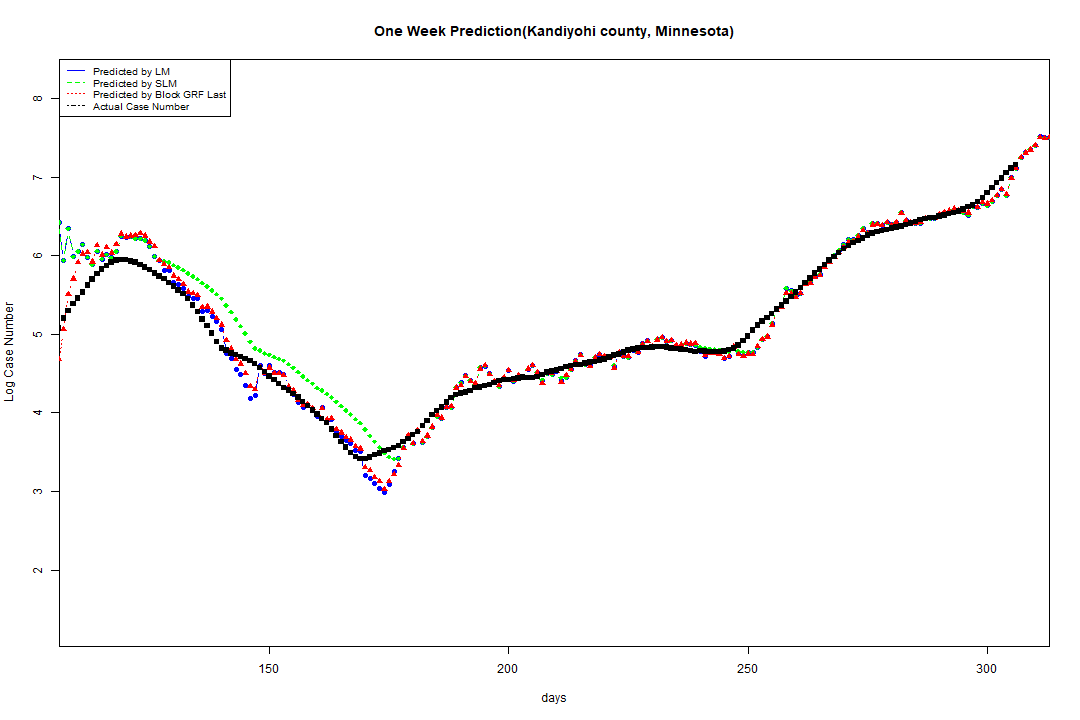 One Week Prediction(Kandiyohi county, Minnesota)
Predicted by LM
Predicted by SLM
Predicted by Block GRF Last
Actual Case Number
8
7
6
5
4
3
2
Log Case Number
150
200
250
300
days